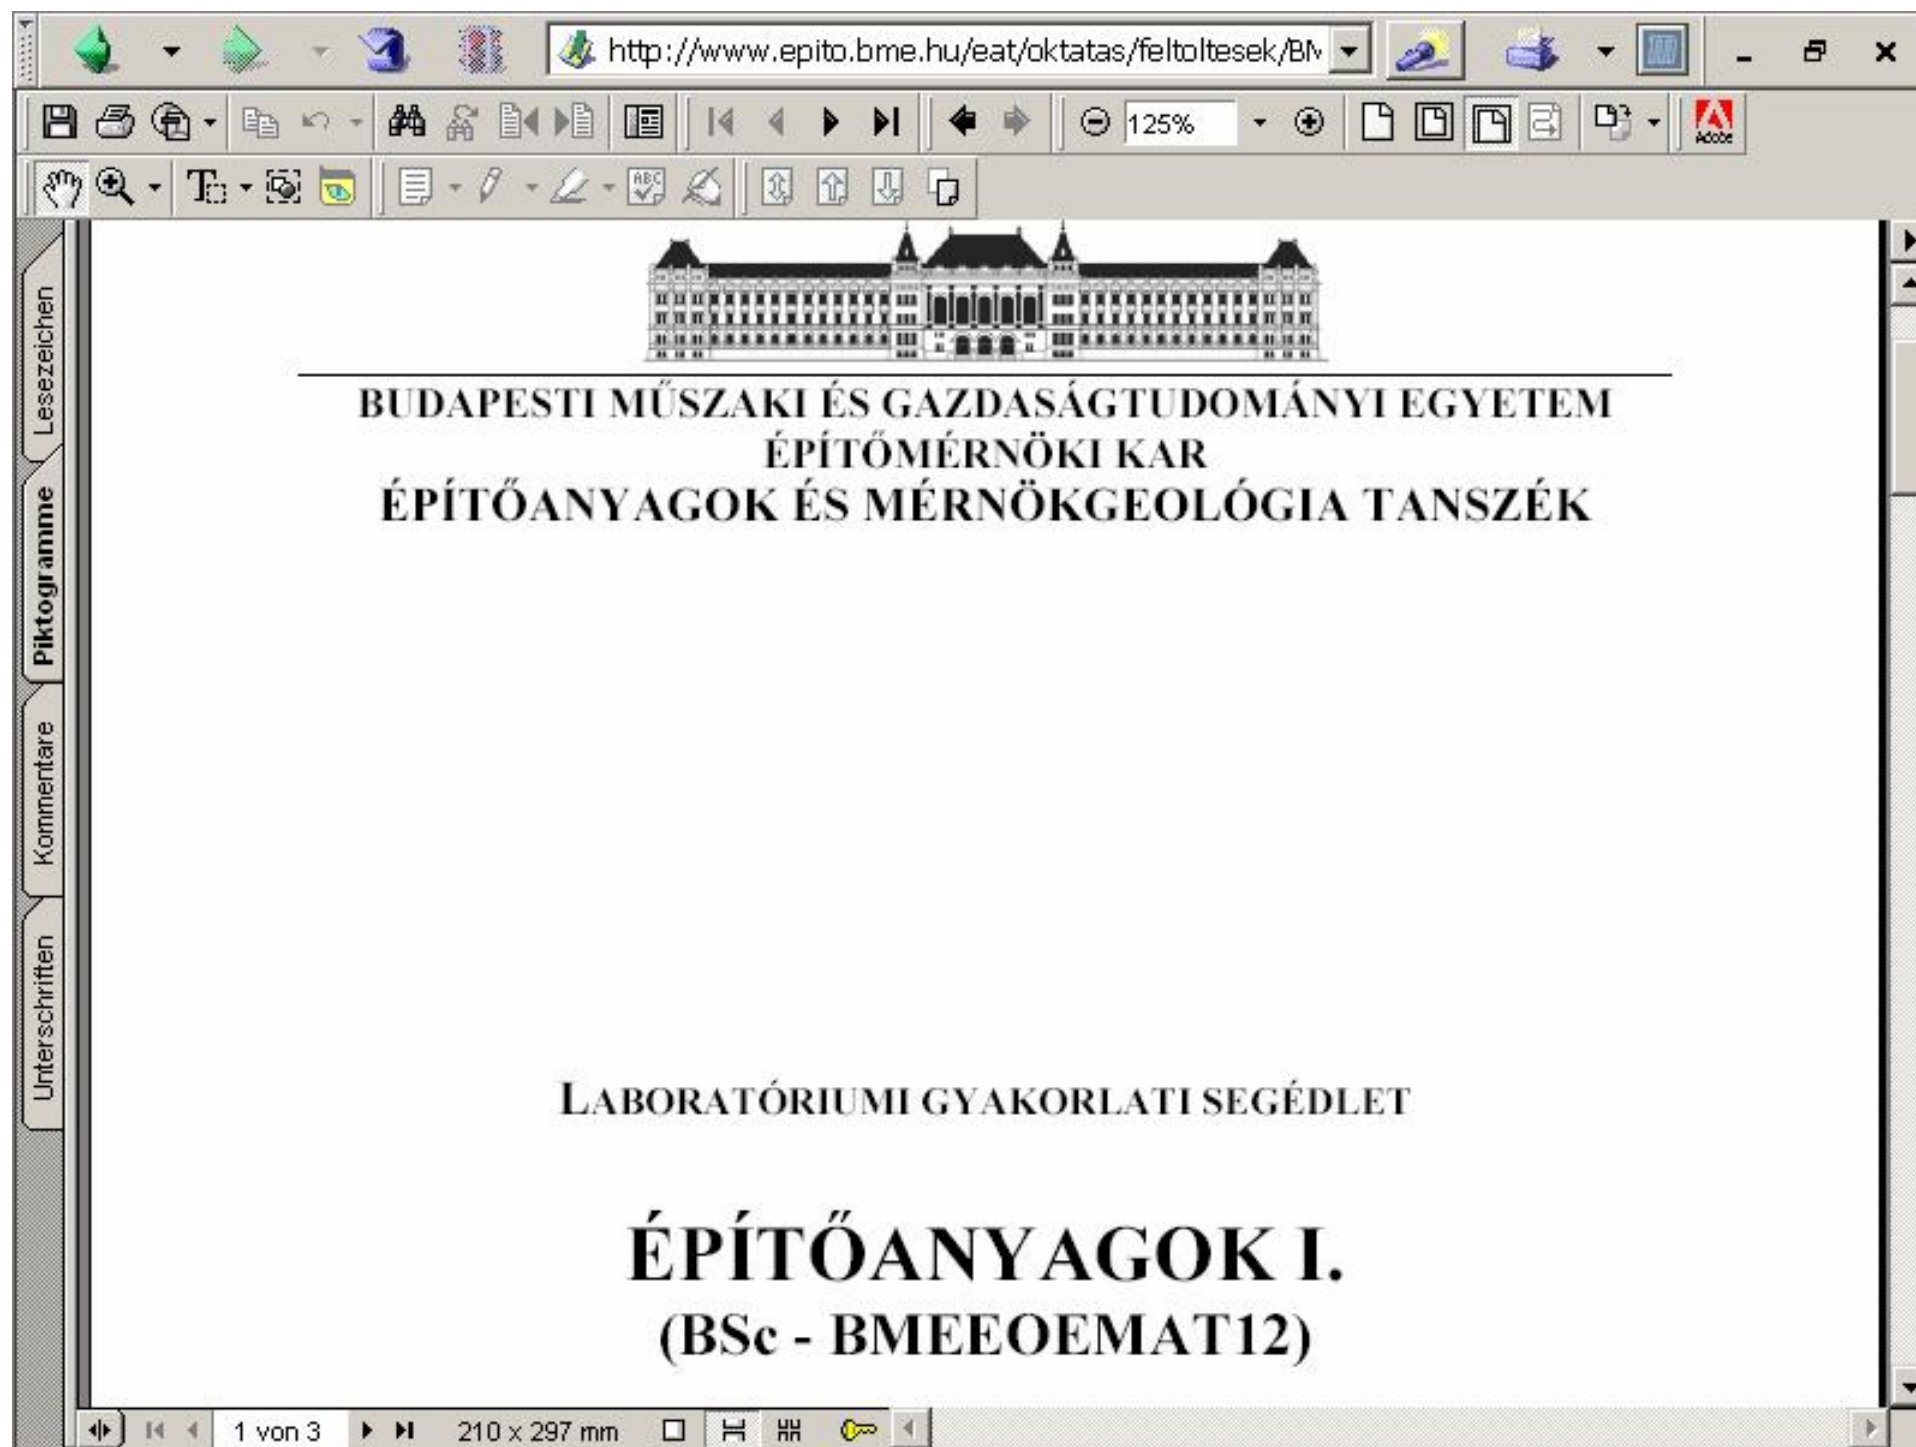 http://www.epito.bme.hu/eat/oktatas/feltoltesek/BM
125%
Adobe
Lesezeichen
Piktogramme
Kommentare
Unterschriften
BUDAPESTI MŰSZAKI ÉS GAZDASÁGTUDOMÁNYI EGYETEM
ÉPÍTŐMÉRNÖKI KAR
ÉPÍTŐANYAGOK ÉS MÉRNÖKGEOLÓGIA TANSZÉK
LABORATÓRIUMI GYAKORLATI SEGÉDLET
ÉPÍTŐANYAGOK I.
(BSc - BMEEOEMAT12)
1 von 3
210 x 297 mm